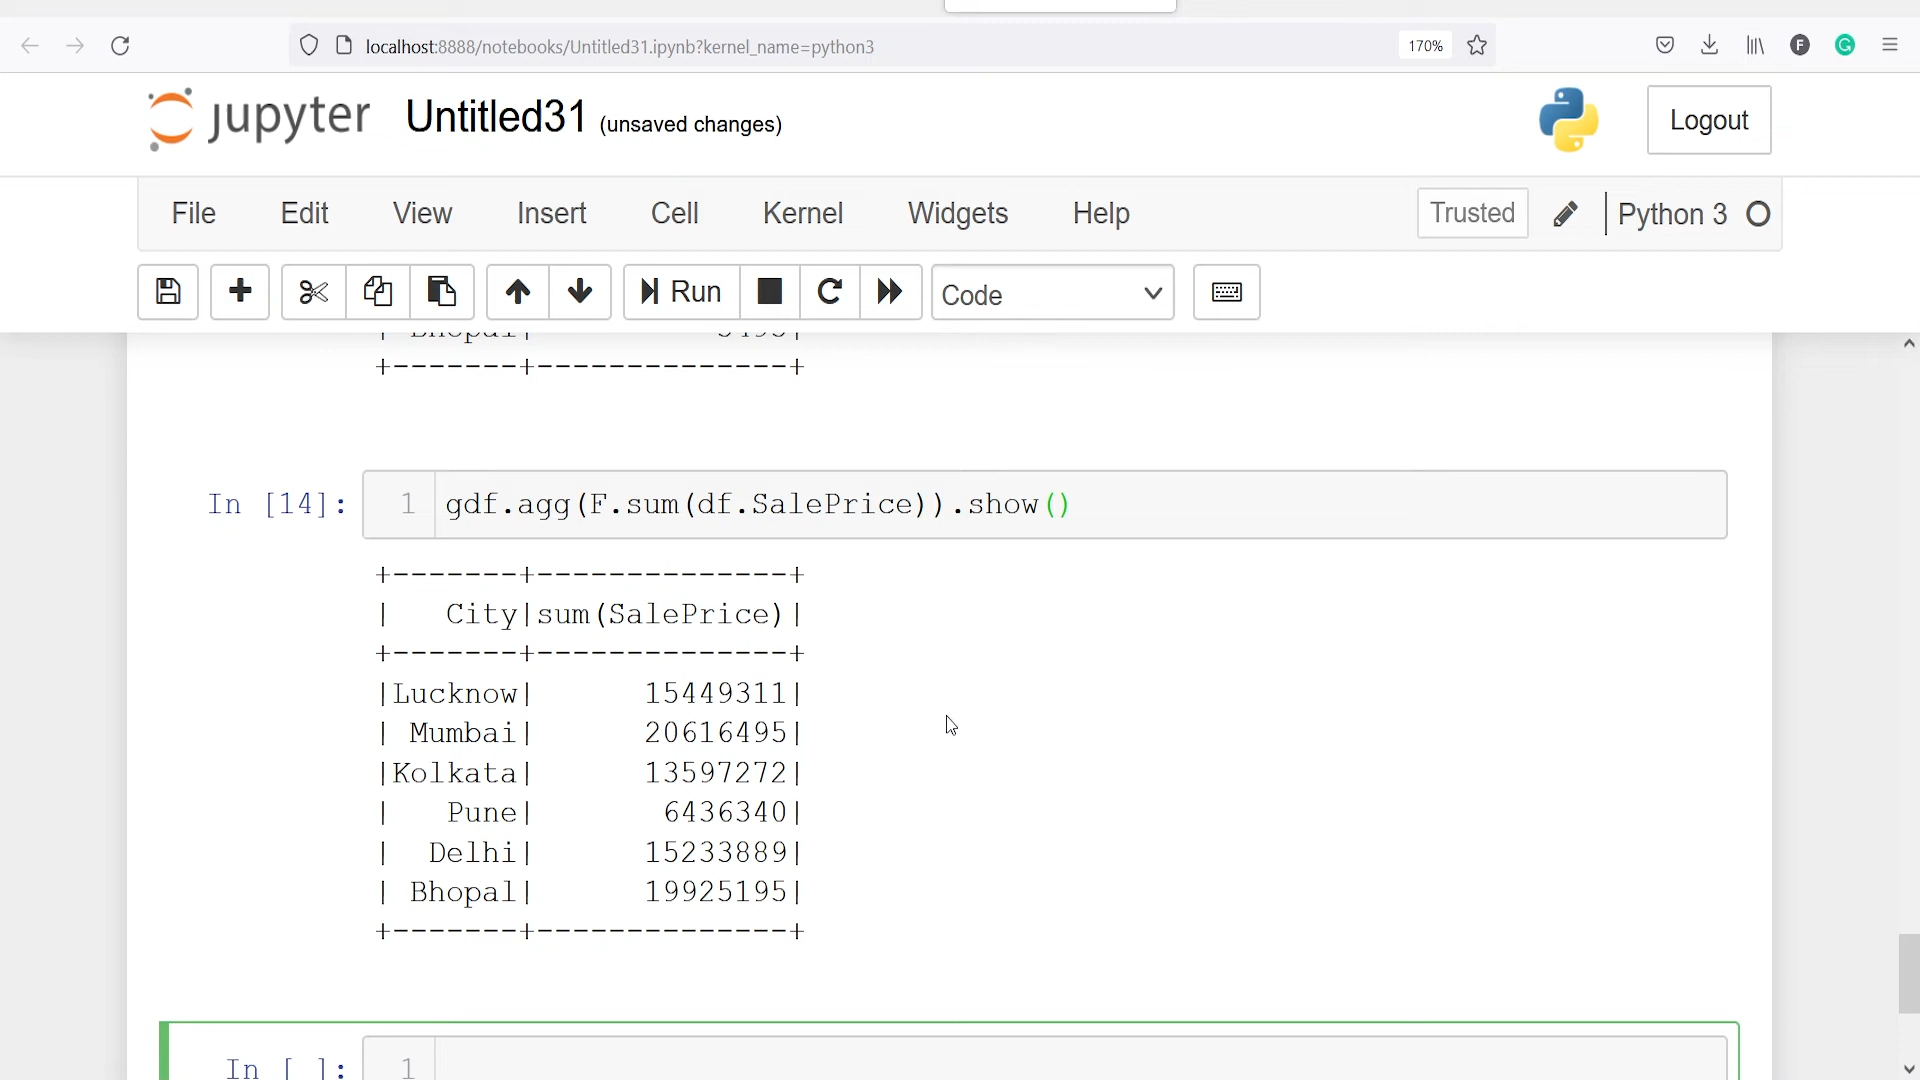 localhost:8888/notebooks/Untitled31.ipynb?kernel_name=python3 170% F G
jupyter Untitled31 (unsaved changes) Logout
File Edit View Insert Cell Kernel Widgets Help Trusted Python 3
Run Code
+-------+--------------+
In [14]: 1 gdf.agg(F.sum(df.SalePrice)).show()
+-------+--------------+
|   City|sum(SalePrice)|
+-------+--------------+
|Lucknow|      15449311|
| Mumbai|      20616495|
|Kolkata|      13597272|
|   Pune|       6436340|
|  Delhi|      15233889|
| Bhopal|      19925195|
+-------+--------------+
In [ ]: 1